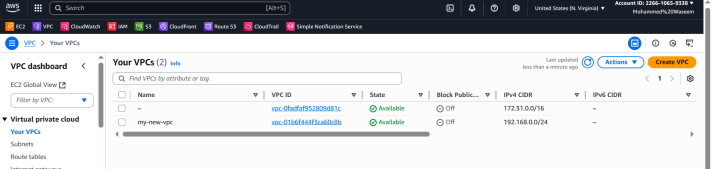 aws
Search [Alt+S] United States (N. Virginia) Account ID: 2266-1065-9338
Mohammed%20Waseem
EC2 VPC CloudWatch IAM S3 CloudFront Route 53 CloudTrail Simple Notification Service
VPC > Your VPCs
VPC dashboard
EC2 Global View
Filter by VPC:
Virtual private cloud
Your VPCs
Subnets
Route tables
Your VPCs (2) Info
Last updated
less than a minute ago
Actions
Create VPC
Find VPCs by attribute or tag
1
Name VPC ID State Block Public... IPv4 CIDR IPv6 CIDR
– vpc-0fadfaf952809d81c Available Off 172.31.0.0/16 –
my-new-vpc vpc-01b6f444f3ca60c8b Available Off 192.168.0.0/24 –